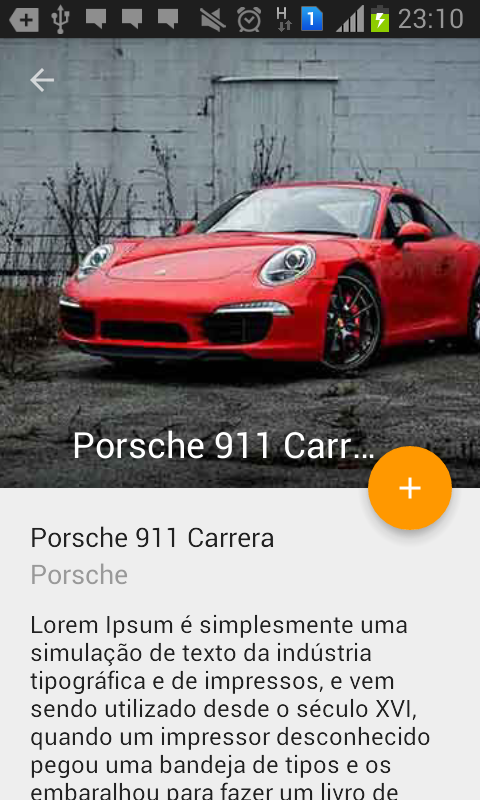 H
1
23:10
Porsche 911 Carr...
Porsche 911 Carrera
Porsche
Lorem Ipsum é simplesmente uma
simulação de texto da indústria
tipográfica e de impressos, e vem
sendo utilizado desde o século XVI,
quando um impressor desconhecido
pegou uma bandeja de tipos e os
embaralhou para fazer um livro de